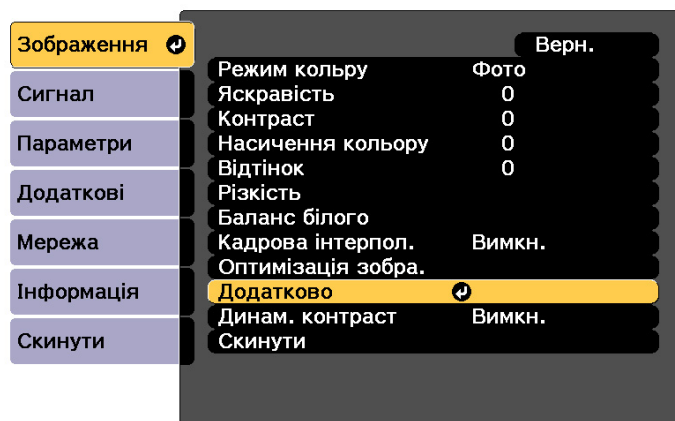 Зображення
Сигнал
Параметри
Додаткові
Мережа
Інформація
Скинути
Верн.
Режим кольру Фото
Яскравість 0
Контраст 0
Насичення кольору 0
Відтінок 0
Різкість
Баланс білого
Кадрова інтерпол. Вимкн.
Оптимізація зобра.
Додатково
Динам. контраст Вимкн.
Скинути